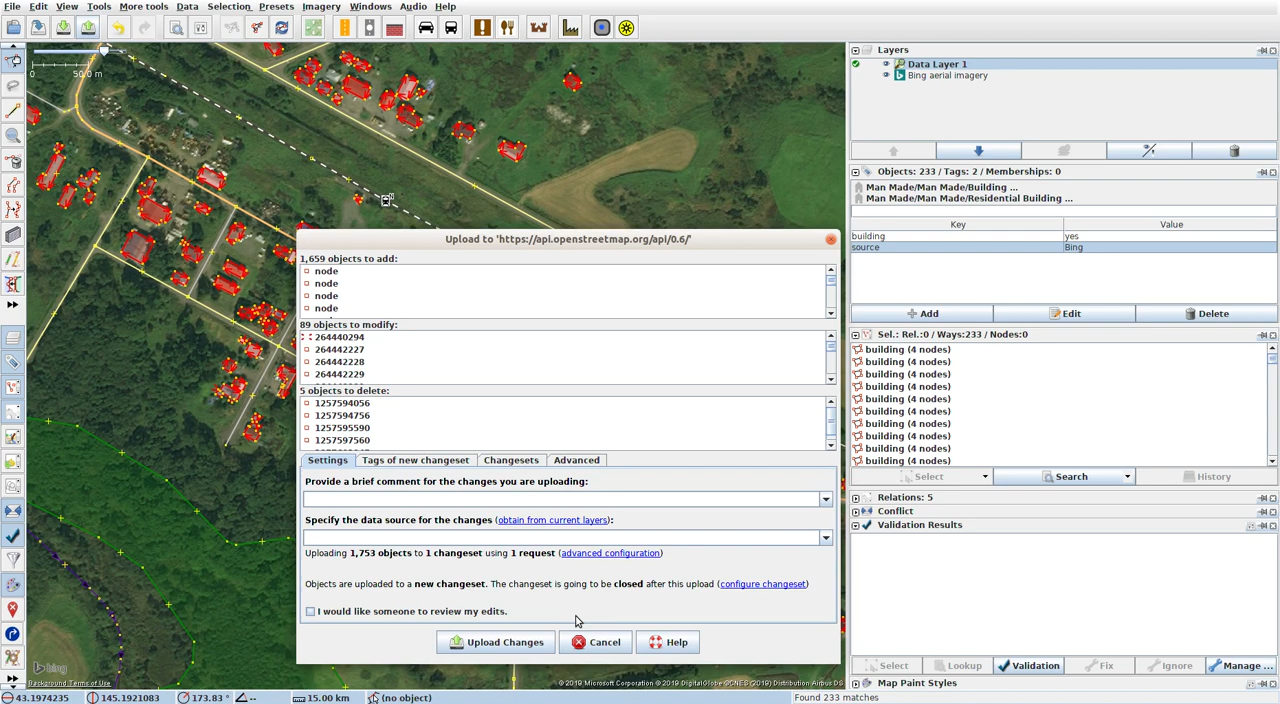 File Edit View Tools More tools Data Selection Presets Imagery Windows Audio Help
0 50.0 m
bing
Background Terms of Use
© 2019 Microsoft Corporation © 2019 DigitalGlobe ©CNES (2019) Distribution Airbus DS
Upload to 'https://api.openstreetmap.org/api/0.6/'
1,659 objects to add:
node
node
node
node
89 objects to modify:
264440294
264442227
264442228
264442229
5 objects to delete:
1257594056
1257594756
1257595590
1257597560
Settings Tags of new changeset Changesets Advanced
Provide a brief comment for the changes you are uploading:
Specify the data source for the changes (obtain from current layers):
Uploading 1,753 objects to 1 changeset using 1 request (advanced configuration)
Objects are uploaded to a new changeset. The changeset is going to be closed after this upload (configure changeset)
I would like someone to review my edits.
Upload Changes Cancel Help
Layers
Data Layer 1
Bing aerial imagery
Objects: 233 / Tags: 2 / Memberships: 0
Man Made/Man Made/Building ...
Man Made/Man Made/Residential Building ...
Key Value
building yes
source Bing
Add Edit Delete
Sel.: Rel.:0 / Ways:233 / Nodes:0
building (4 nodes)
building (4 nodes)
building (4 nodes)
building (4 nodes)
building (4 nodes)
building (4 nodes)
building (4 nodes)
building (4 nodes)
building (4 nodes)
building (4 nodes)
Select Search History
Relations: 5
Conflict
Validation Results
Select Lookup Validation Fix Ignore Manage ...
Map Paint Styles
43.1974235 145.1921083 173.83 ° -- 15.00 km (no object) Found 233 matches